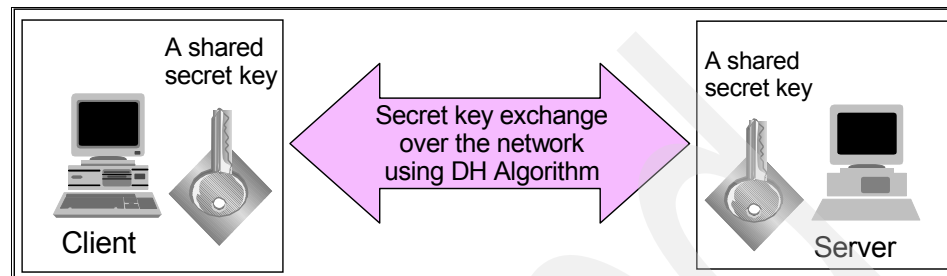 A shared
secret key
Client
Secret key exchange
over the network
using DH Algorithm
A shared
secret key
Server